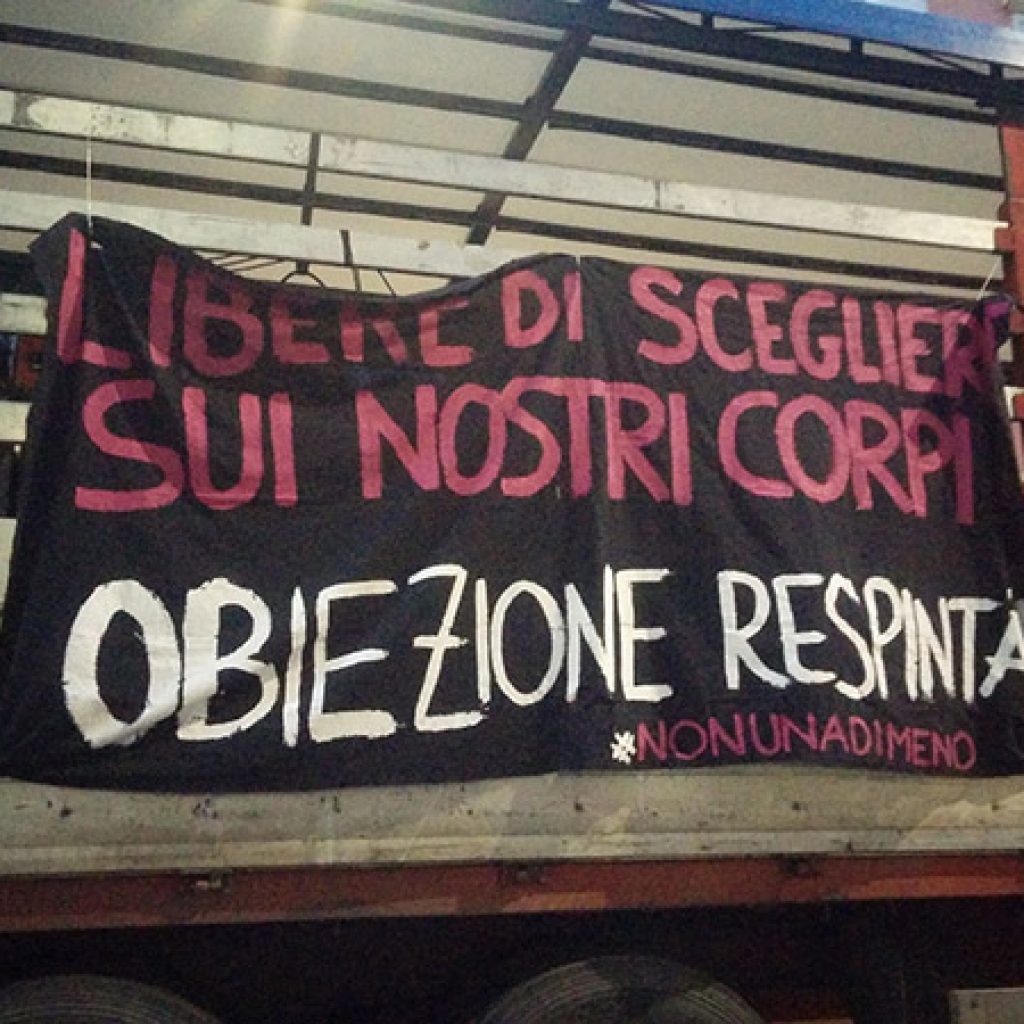 LIBERE DI SCEGLIERE
SUI NOSTRI CORPI
OBIEZIONE RESPINTA
#NONUNADIMENO